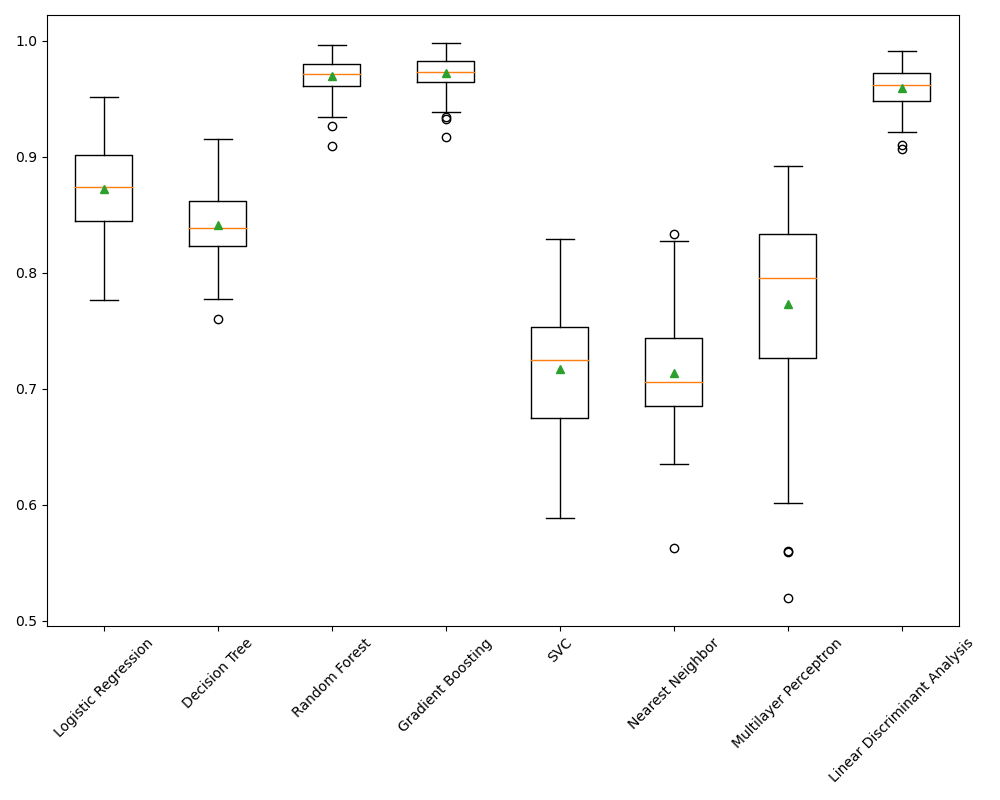 1.0
0.9
0.8
0.7
0.6
0.5
Logistic Regression
Decision Tree
Random Forest
Gradient Boosting
SVC
Nearest Neighbor
Multilayer Perceptron
Linear Discriminant Analysis